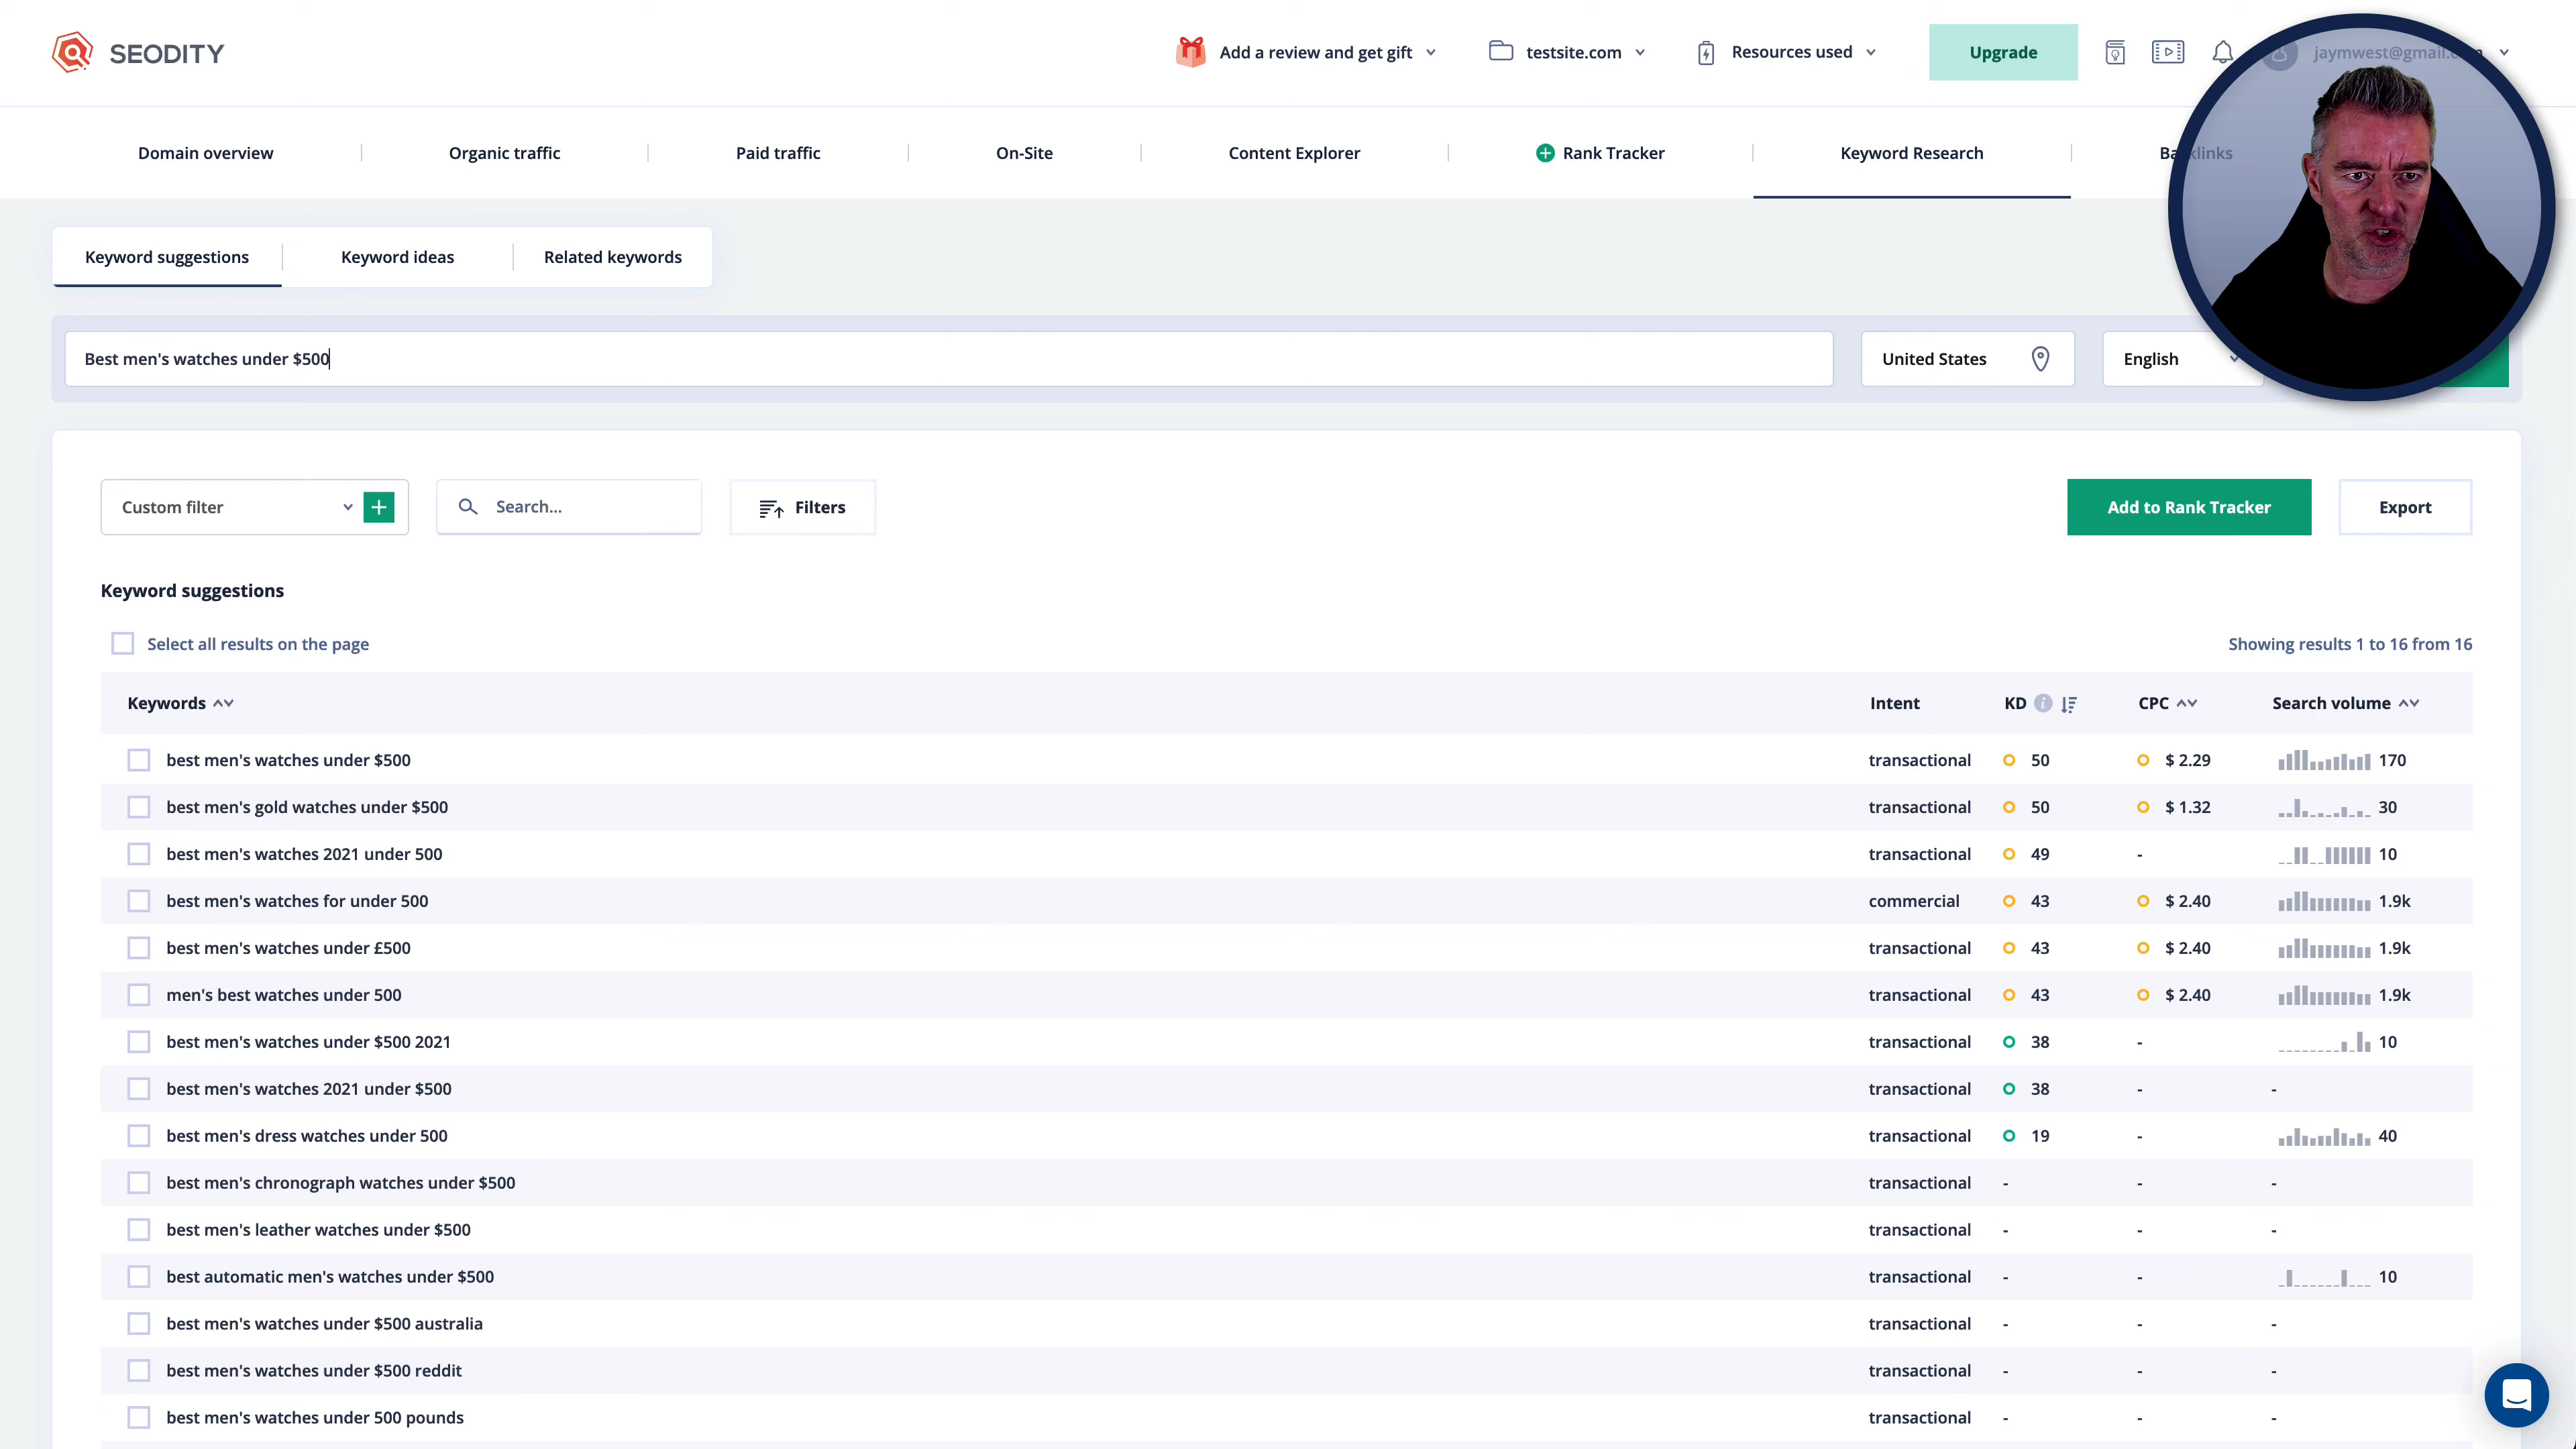 SEODITY
Add a review and get gift
testsite.com
Resources used
Upgrade
jaymwest@gmail.c
Domain overview
Organic traffic
Paid traffic
On-Site
Content Explorer
Rank Tracker
Keyword Research
Backlinks
Keyword suggestions
Keyword ideas
Related keywords
Best men's watches under $500
United States
English
Custom filter
Search...
Filters
Add to Rank Tracker
Export
Keyword suggestions
Select all results on the page
Showing results 1 to 16 from 16
Keywords Intent KD CPC Search volume
best men's watches under $500 transactional 50 $ 2.29 170
best men's gold watches under $500 transactional 50 $ 1.32 30
best men's watches 2021 under 500 transactional 49 - 10
best men's watches for under 500 commercial 43 $ 2.40 1.9k
best men's watches under £500 transactional 43 $ 2.40 1.9k
men's best watches under 500 transactional 43 $ 2.40 1.9k
best men's watches under $500 2021 transactional 38 - 10
best men's watches 2021 under $500 transactional 38 - -
best men's dress watches under 500 transactional 19 - 40
best men's chronograph watches under $500 transactional - - -
best men's leather watches under $500 transactional - - -
best automatic men's watches under $500 transactional - - 10
best men's watches under $500 australia transactional - - -
best men's watches under $500 reddit transactional - - -
best men's watches under 500 pounds transactional - - -